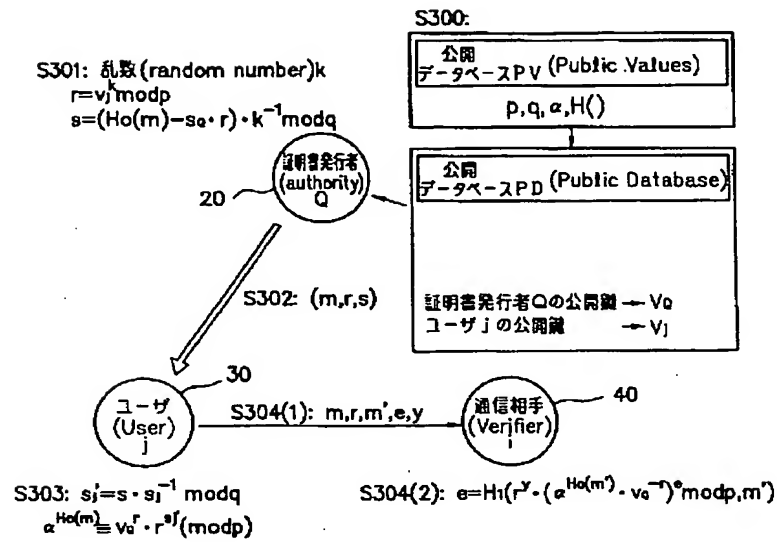 S300:
公開
データベースPV (Public Values)
p,q,α,H()
S301: 乱数(random number)k
r=vj^k modp
s=(Ho(m)-sQ・r)・k^-1 modq
証明書発行者
(authority)
Q
20
公開
データベースPD (Public Database)
証明書発行者Qの公開鍵 → VQ
ユーザjの公開鍵 → Vj
S302: (m,r,s)
30
ユーザ
(User)
j
S304(1): m,r,m',e,y
40
通信相手
(Verifier)
i
S303: sj'=s・sj^-1 modq
α^Ho(m)≡vQ^r・r^sj'(modp)
S304(2): e=H1(r^y・(α^Ho(m')・vQ^-r)^e modp,m')